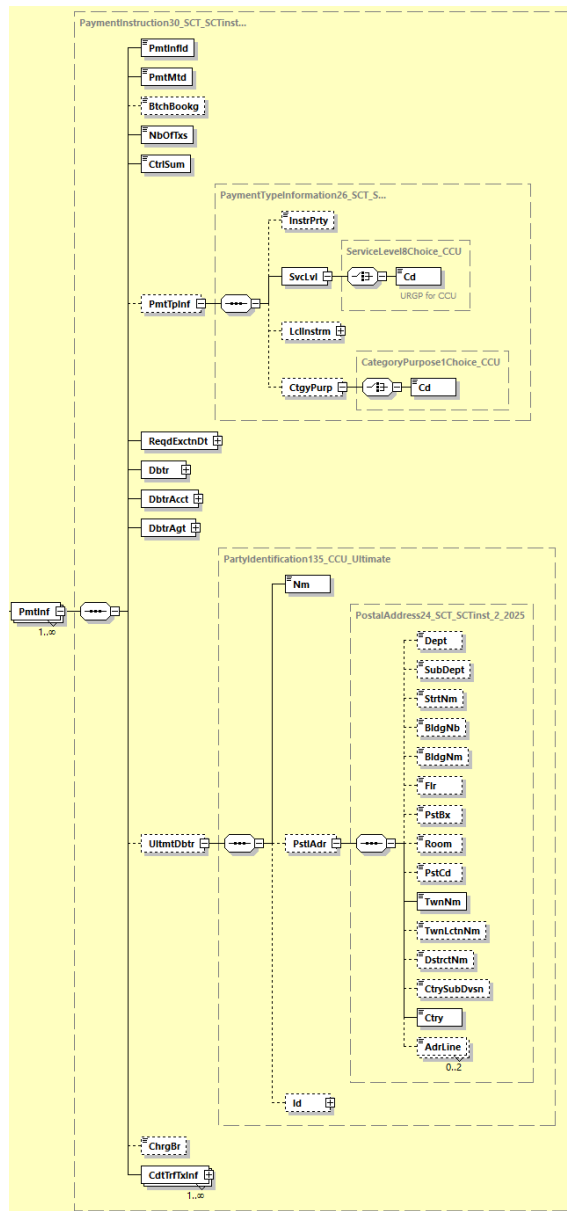 PaymentInstruction30_SCT_SCTinst...
PmtInfId
PmtMtd
BtchBookg
NbOfTxs
CtrlSum
PaymentTypeInformation26_SCT_S...
InstrPrty
ServiceLevel8Choice_CCU
SvcLvl
Cd
URGP for CCU
PmtTpInf
LclInstrm
CategoryPurpose1Choice_CCU
CtgyPurp
Cd
ReqdExctnDt
Dbtr
DbtrAcct
DbtrAgt
PartyIdentification135_CCU_Ultimate
Nm
PmtInf
1..∞
PostalAddress24_SCT_SCTinst_2_2025
Dept
SubDept
StrtNm
BldgNb
BldgNm
Flr
PstBx
UltmtDbtr
PstlAdr
Room
PstCd
TwnNm
TwnLctnNm
DstrctNm
CtrySubDvsn
Ctry
AdrLine
0..2
Id
ChrgBr
CdtTrfTxInf
1..∞